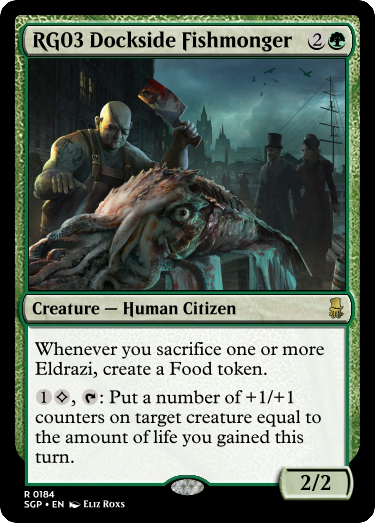 RG03 Dockside Fishmonger 2
Creature — Human Citizen
Whenever you sacrifice one or more
Eldrazi, create a Food token.
1, : Put a number of +1/+1
counters on target creature equal to
the amount of life you gained this
turn.
2/2
R 0184
SGP • EN Eliz Roxs